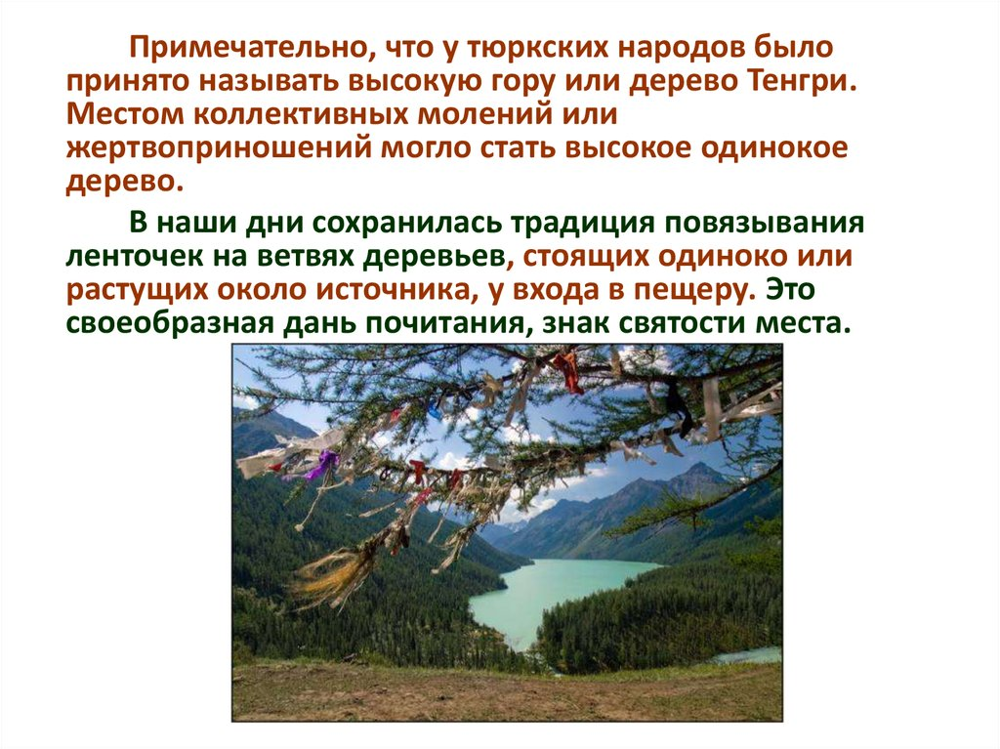 Примечательно, что у тюркских народов было
принято называть высокую гору или дерево Тенгри.
Местом коллективных молений или
жертвоприношений могло стать высокое одинокое
дерево.
В наши дни сохранилась традиция повязывания
ленточек на ветвях деревьев, стоящих одиноко или
растущих около источника, у входа в пещеру. Это
своеобразная дань почитания, знак святости места.